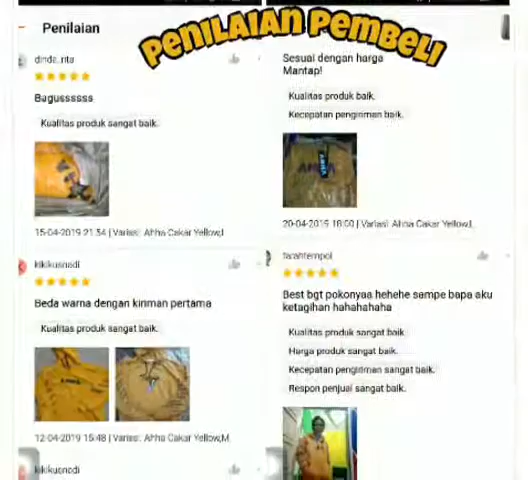 PENILAIAN PEMBELI
Penilaian
dinde_rita
Bagussssss
Kualitas produk sangat baik.
15-04-2019 21:54 | Variasi: Ahha Cakar Yellow,l
kikikusnodi
Beda warna dengan kiriman pertama
Kualitas produk sangat baik.
12-04-2019 15:48 | Variasi: Ahha Cakar Yellow,M
kikikusnodi
Sesuai dengan harga
Mantap!
Kualitas produk baik.
Kecepatan pengiriman baik.
20-04-2019 18:00 | Variasi: Ahha Cakar Yellow,L
farahtempol
Best bgt pokonyaa hehehe sampe bapa aku
ketagihan hahahahaha
Kualitas produk sangat baik.
Harga produk sangat baik.
Kecepatan pengiriman sangat baik.
Respon penjual sangat baik.